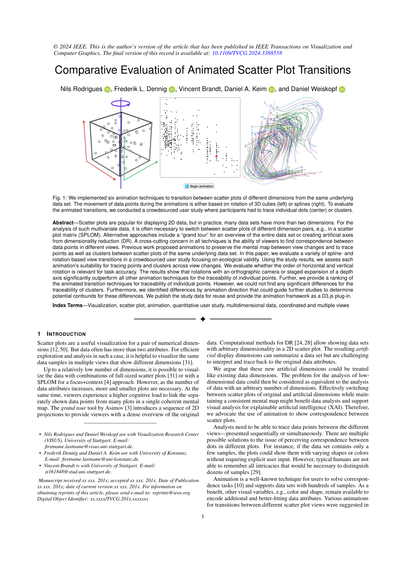 © 2024 IEEE. This is the author's version of the article that has been published in IEEE Transactions on Visualization and
Computer Graphics. The final version of this record is available at: 10.1109/TVCG.2024.3388558
Comparative Evaluation of Animated Scatter Plot Transitions
Nils Rodrigues, Frederik L. Dennig, Vincent Brandt, Daniel A. Keim, and Daniel Weiskopf
Begin animation
Fig. 1: We implemented six animation techniques to transition between scatter plots of different dimensions from the same underlying
data set. The movement of data points during the animations is either based on rotation of 3D cubes (left) or splines (right). To evaluate
the animated transitions, we conducted a crowdsourced user study where participants had to trace individual dots (center) or clusters.
Abstract—Scatter plots are popular for displaying 2D data, but in practice, many data sets have more than two dimensions. For the
analysis of such multivariate data, it is often necessary to switch between scatter plots of different dimension pairs, e.g., in a scatter
plot matrix (SPLOM). Alternative approaches include a "grand tour" for an overview of the entire data set or creating artificial axes
from dimensionality reduction (DR). A cross-cutting concern in all techniques is the ability of viewers to find correspondence between
data points in different views. Previous work proposed animations to preserve the mental map between view changes and to trace
points as well as clusters between scatter plots of the same underlying data set. In this paper, we evaluate a variety of spline- and
rotation-based view transitions in a crowdsourced user study focusing on ecological validity. Using the study results, we assess each
animation's suitability for tracing points and clusters across view changes. We evaluate whether the order of horizontal and vertical
rotation is relevant for task accuracy. The results show that rotations with an orthographic camera or staged expansion of a depth
axis significantly outperform all other animation techniques for the traceability of individual points. Further, we provide a ranking of
the animated transition techniques for traceability of individual points. However, we could not find any significant differences for the
traceability of clusters. Furthermore, we identified differences by animation direction that could guide further studies to determine
potential confounds for these differences. We publish the study data for reuse and provide the animation framework as a D3.js plug-in.
Index Terms—Visualization, scatter plot, animation, quantitative user study, multidimensional data, coordinated and multiple views
1 INTRODUCTION
Scatter plots are a useful visualization for a pair of numerical dimen-
sions [12,50]. But data often has more than two attributes. For efficient
exploration and analysis in such a case, it is helpful to visualize the same
data samples in multiple views that show different dimensions [31].
Up to a relatively low number of dimensions, it is possible to visual-
ize the data with combinations of full-sized scatter plots [31] or with a
SPLOM for a focus+context [4] approach. However, as the number of
data attributes increases, more and smaller plots are necessary. At the
same time, viewers experience a higher cognitive load to link the sep-
arately shown data points from many plots in a single coherent mental
map. The grand tour tool by Asimov [3] introduces a sequence of 2D
projections to provide viewers with a dense overview of the original
• Nils Rodrigues and Daniel Weiskopf are with Visualization Research Center
(VISUS), University of Stuttgart. E-mail:
firstname.lastname@visus.uni-stuttgart.de.
• Frederik Dennig and Daniel A. Keim are with University of Konstanz.
E-mail: firstname.lastname@uni-konstanz.de.
• Vincent Brandt is with University of Stuttgart. E-mail:
Manuscript received xx xxx. 201x; accepted xx xxx. 201x. Date of Publication
xx xxx. 201x; date of current version xx xxx. 201x. For information on
obtaining reprints of this article, please send e-mail to: reprints@ieee.org.
Digital Object Identifier: xx.xxxx/TVCG.201x.xxxxxxx
data. Computational methods for DR [24, 28] allow showing data sets
with arbitrary dimensionality in a 2D scatter plot. The resulting artifi-
cial display dimensions can summarize a data set but are challenging
to interpret and trace back to the original data attributes.
We argue that these new artificial dimensions could be treated
like existing data dimensions. The problem for the analysis of low-
dimensional data could then be considered as equivalent to the analysis
of data with an arbitrary number of dimensions. Transitions between
scatter plots of original and artificial dimensions while main-
taining a consistent mental map might benefit data analysts and support
visual analysis for explainable artificial intelligence (XAI). Therefore,
we advocate the use of animation to show correspondence between
scatter plots.
Analysts need to be able to trace data points between the different
views—presented sequentially or simultaneously. There are multiple
possible solutions to the issue of perceiving correspondence between
dots in different plots. For instance, if the data set contains only a
few samples, the plots could show them with varying shapes or colors
without requiring explicit user input. However, typical humans are not
able to remember all intricacies that would be necessary to distinguish
dozens of samples [29].
Animation is a well-known technique for users to solve correspon-
dence tasks [10] and supports data sets with hundreds of samples. As a
benefit, other visual variables, e.g., color and shape, remain available to
encode additional and better-fitting data attributes. Various animations
for transitions between different scatter plot views were suggested in
1